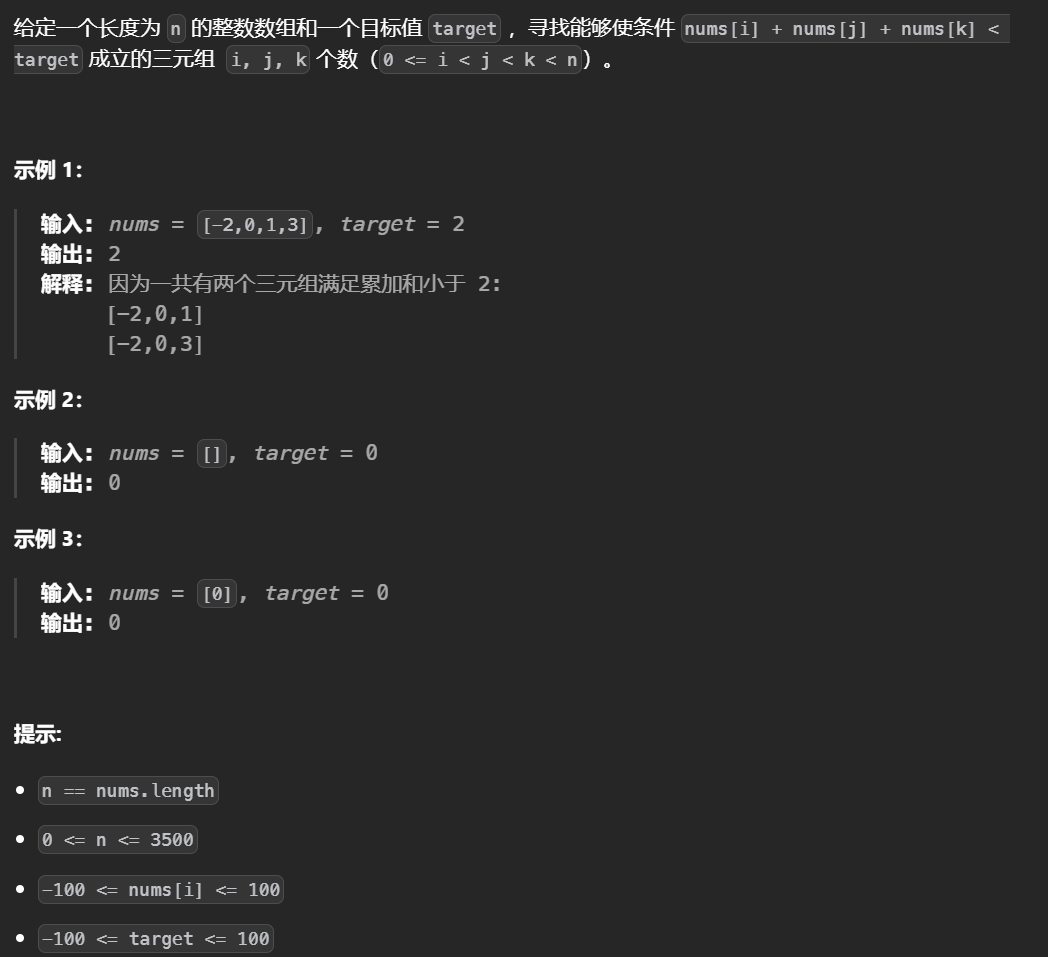 给定一个长度为 n 的整数数组和一个目标值 target ，寻找能够使条件 nums[i] + nums[j] + nums[k] <
target 成立的三元组 i, j, k 个数（0 <= i < j < k < n）。
示例 1：
输入：nums = [-2,0,1,3], target = 2
输出：2
解释：因为一共有两个三元组满足累加和小于 2:
[-2,0,1]
[-2,0,3]
示例 2：
输入：nums = [], target = 0
输出：0
示例 3：
输入：nums = [0], target = 0
输出：0
提示:
• n == nums.length
• 0 <= n <= 3500
• -100 <= nums[i] <= 100
• -100 <= target <= 100